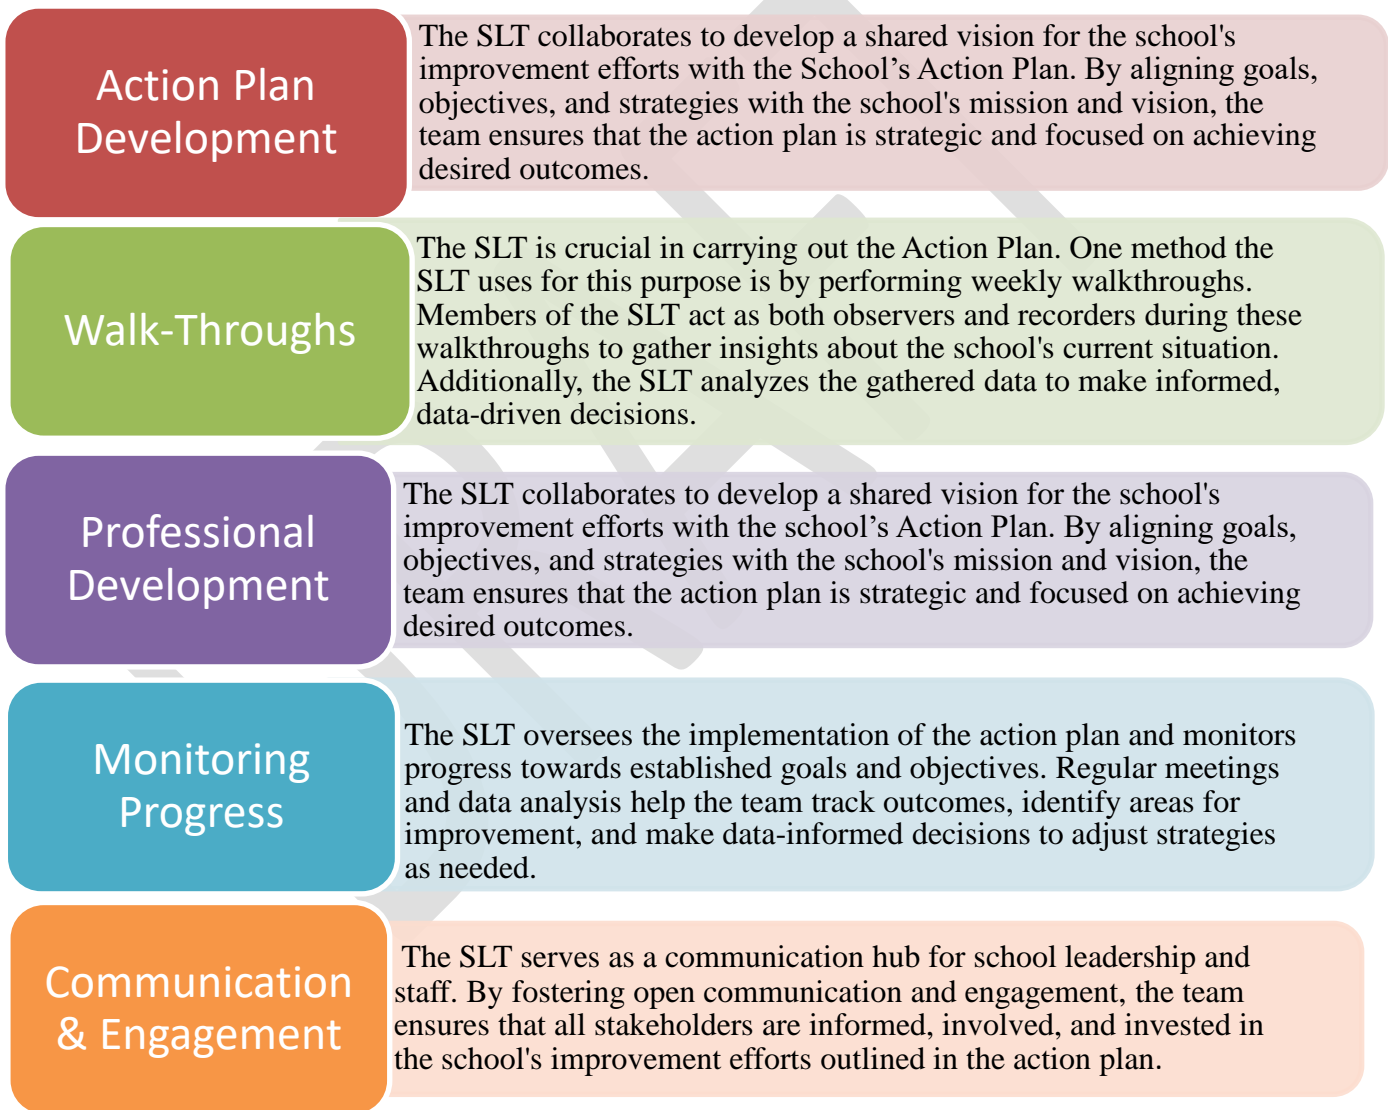 Action Plan
Development
The SLT collaborates to develop a shared vision for the school's
improvement efforts with the School’s Action Plan. By aligning goals,
objectives, and strategies with the school's mission and vision, the
team ensures that the action plan is strategic and focused on achieving
desired outcomes.
Walk-Throughs
The SLT is crucial in carrying out the Action Plan. One method the
SLT uses for this purpose is by performing weekly walkthroughs.
Members of the SLT act as both observers and recorders during these
walkthroughs to gather insights about the school's current situation.
Additionally, the SLT analyzes the gathered data to make informed,
data-driven decisions.
Professional
Development
The SLT collaborates to develop a shared vision for the school's
improvement efforts with the school’s Action Plan. By aligning goals,
objectives, and strategies with the school's mission and vision, the
team ensures that the action plan is strategic and focused on achieving
desired outcomes.
Monitoring
Progress
The SLT oversees the implementation of the action plan and monitors
progress towards established goals and objectives. Regular meetings
and data analysis help the team track outcomes, identify areas for
improvement, and make data-informed decisions to adjust strategies
as needed.
Communication
& Engagement
The SLT serves as a communication hub for school leadership and
staff. By fostering open communication and engagement, the team
ensures that all stakeholders are informed, involved, and invested in
the school's improvement efforts outlined in the action plan.